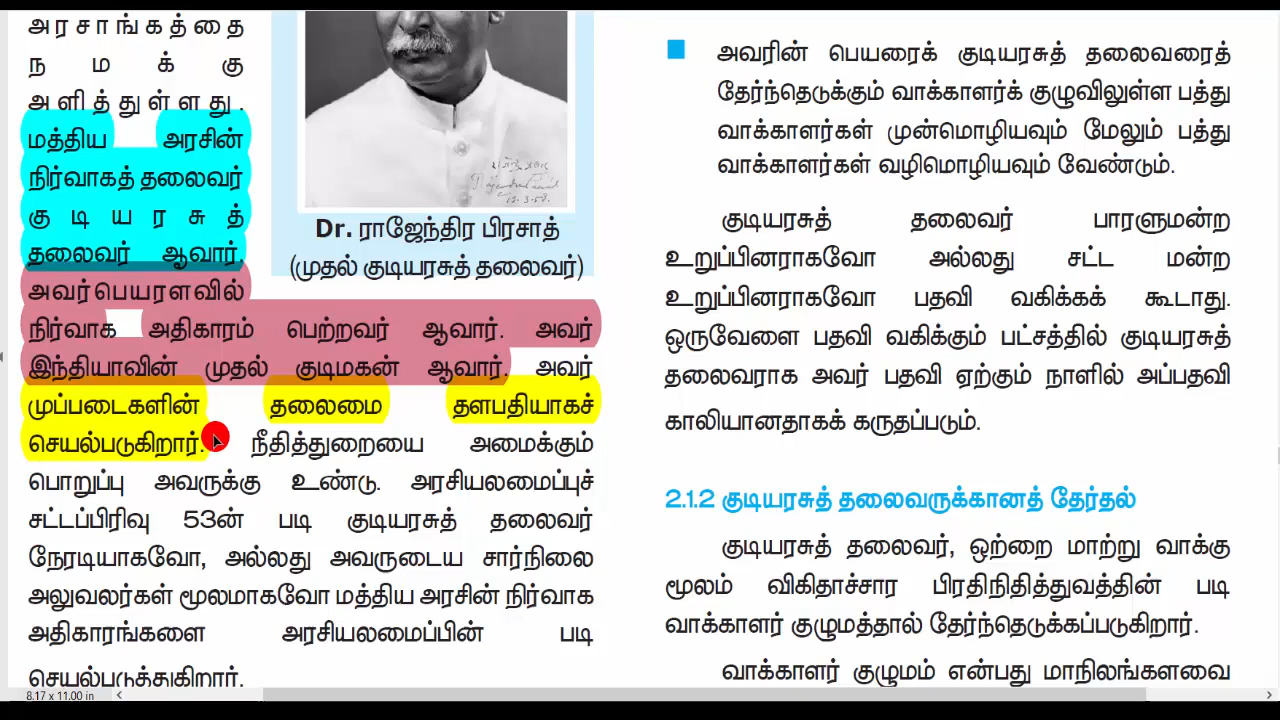 அரசாங்கத்தை
நமக்கு
அளித்துள்ளது.
மத்திய அரசின்
நிர்வாகத் தலைவர்
குடியரசுத்
தலைவர் ஆவார்.
அவர்பெயரளவில்
நிர்வாக அதிகாரம் பெற்றவர் ஆவார். அவர்
இந்தியாவின் முதல் குடிமகன் ஆவார். அவர்
முப்படைகளின் தலைமை தளபதியாகச்
செயல்படுகிறார். நீதித்துறையை அமைக்கும்
பொறுப்பு அவருக்கு உண்டு. அரசியலமைப்புச்
சட்டப்பிரிவு 53ன் படி குடியரசுத் தலைவர்
நேரடியாகவோ, அல்லது அவருடைய சார்நிலை
அலுவலர்கள் மூலமாகவோ மத்திய அரசின் நிர்வாக
அதிகாரங்களை அரசியலமைப்பின் படி
செயல்படுத்துகிறார்.
Dr. ராஜேந்திர பிரசாத்
(முதல் குடியரசுத் தலைவர்)
அவரின் பெயரைக் குடியரசுத் தலைவரைத்
தேர்ந்தெடுக்கும் வாக்காளர்க் குழுவிலுள்ள பத்து
வாக்காளர்கள் முன்மொழியவும் மேலும் பத்து
வாக்காளர்கள் வழிமொழியவும் வேண்டும்.
குடியரசுத் தலைவர் பாரளுமன்ற
உறுப்பினராகவோ அல்லது சட்ட மன்ற
உறுப்பினராகவோ பதவி வகிக்கக் கூடாது.
ஒருவேளை பதவி வகிக்கும் பட்சத்தில் குடியரசுத்
தலைவராக அவர் பதவி ஏற்கும் நாளில் அப்பதவி
காலியானதாகக் கருதப்படும்.
2.1.2 குடியரசுத் தலைவருக்கானத் தேர்தல்
குடியரசுத் தலைவர், ஒற்றை மாற்று வாக்கு
மூலம் விகிதாச்சார பிரதிநிதித்துவத்தின் படி
வாக்காளர் குழுமத்தால் தேர்ந்தெடுக்கப்படுகிறார்.
வாக்காளர் குழுமம் என்பது மாநிலங்களவை
8.17 x 11.00 in